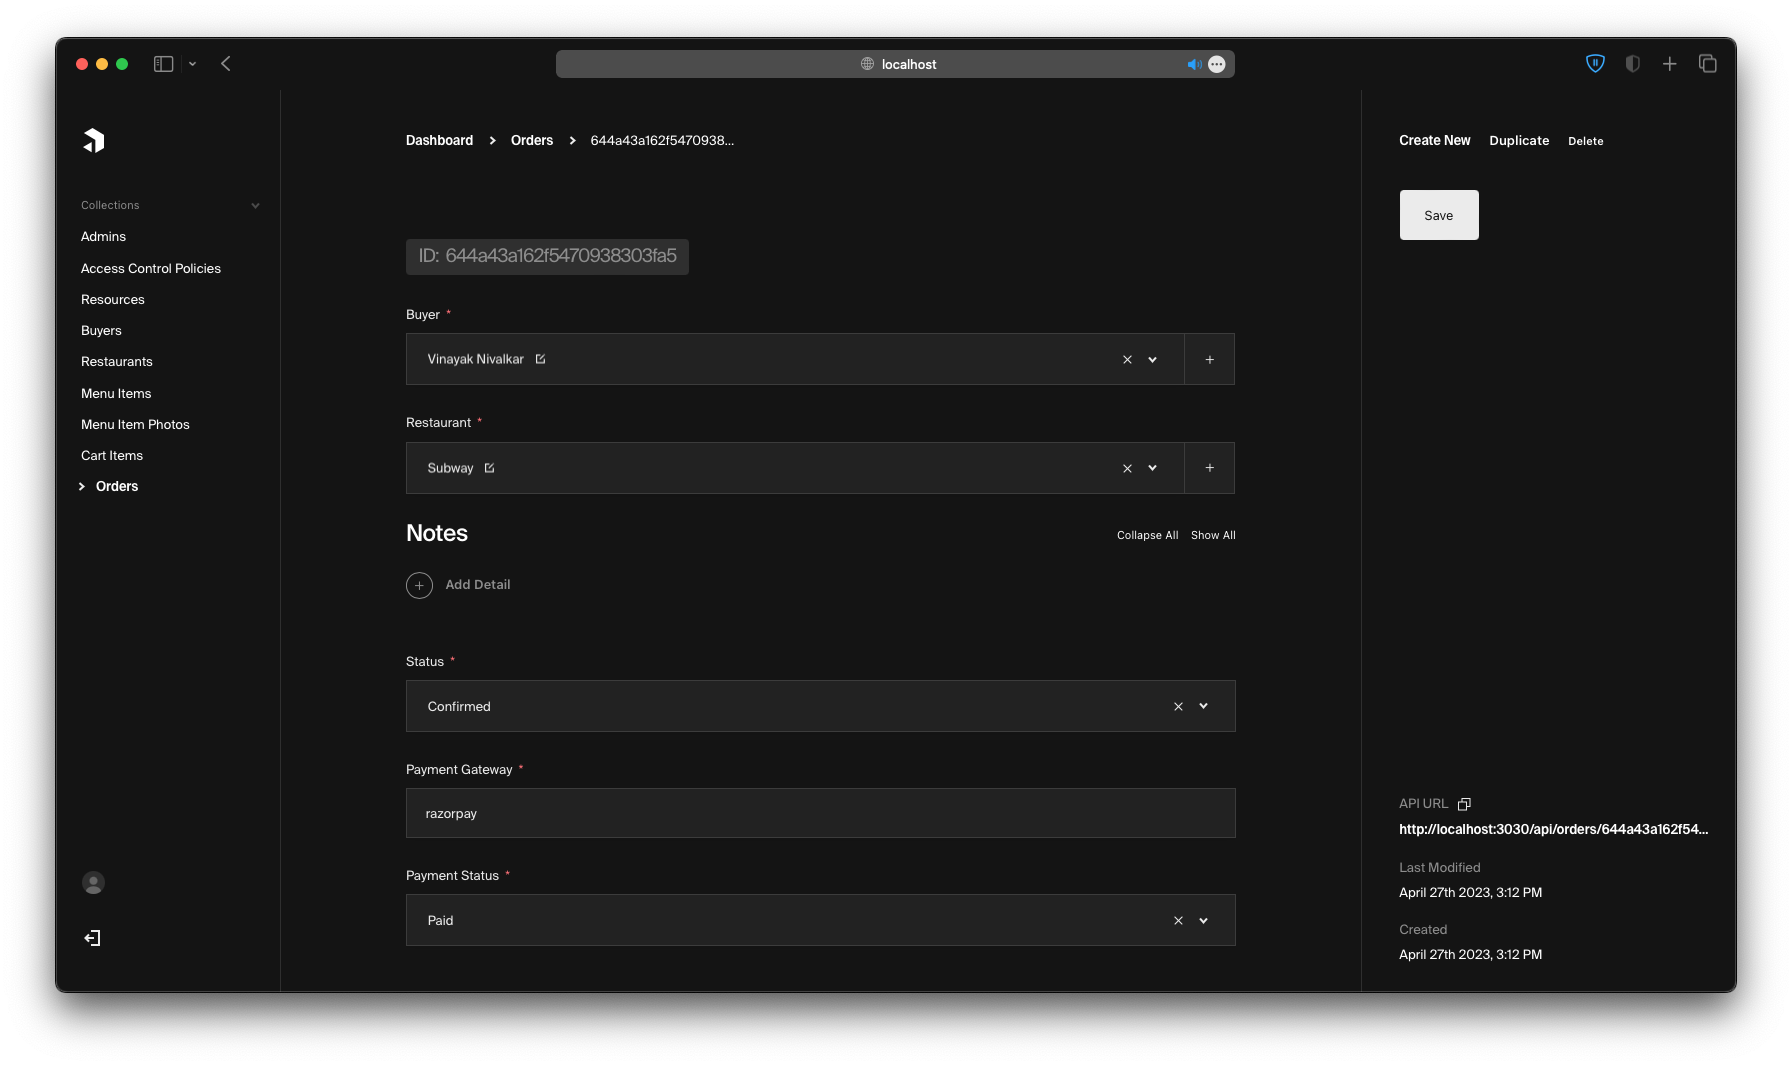 localhost
Collections
Admins
Access Control Policies
Resources
Buyers
Restaurants
Menu Items
Menu Item Photos
Cart Items
Orders
Dashboard > Orders > 644a43a162f5470938...
ID: 644a43a162f5470938303fa5
Buyer *
Vinayak Nivalkar
Restaurant *
Subway
Notes
Collapse All Show All
Add Detail
Status *
Confirmed
Payment Gateway *
razorpay
Payment Status *
Paid
Create New Duplicate Delete
Save
API URL
http://localhost:3030/api/orders/644a43a162f54...
Last Modified
April 27th 2023, 3:12 PM
Created
April 27th 2023, 3:12 PM